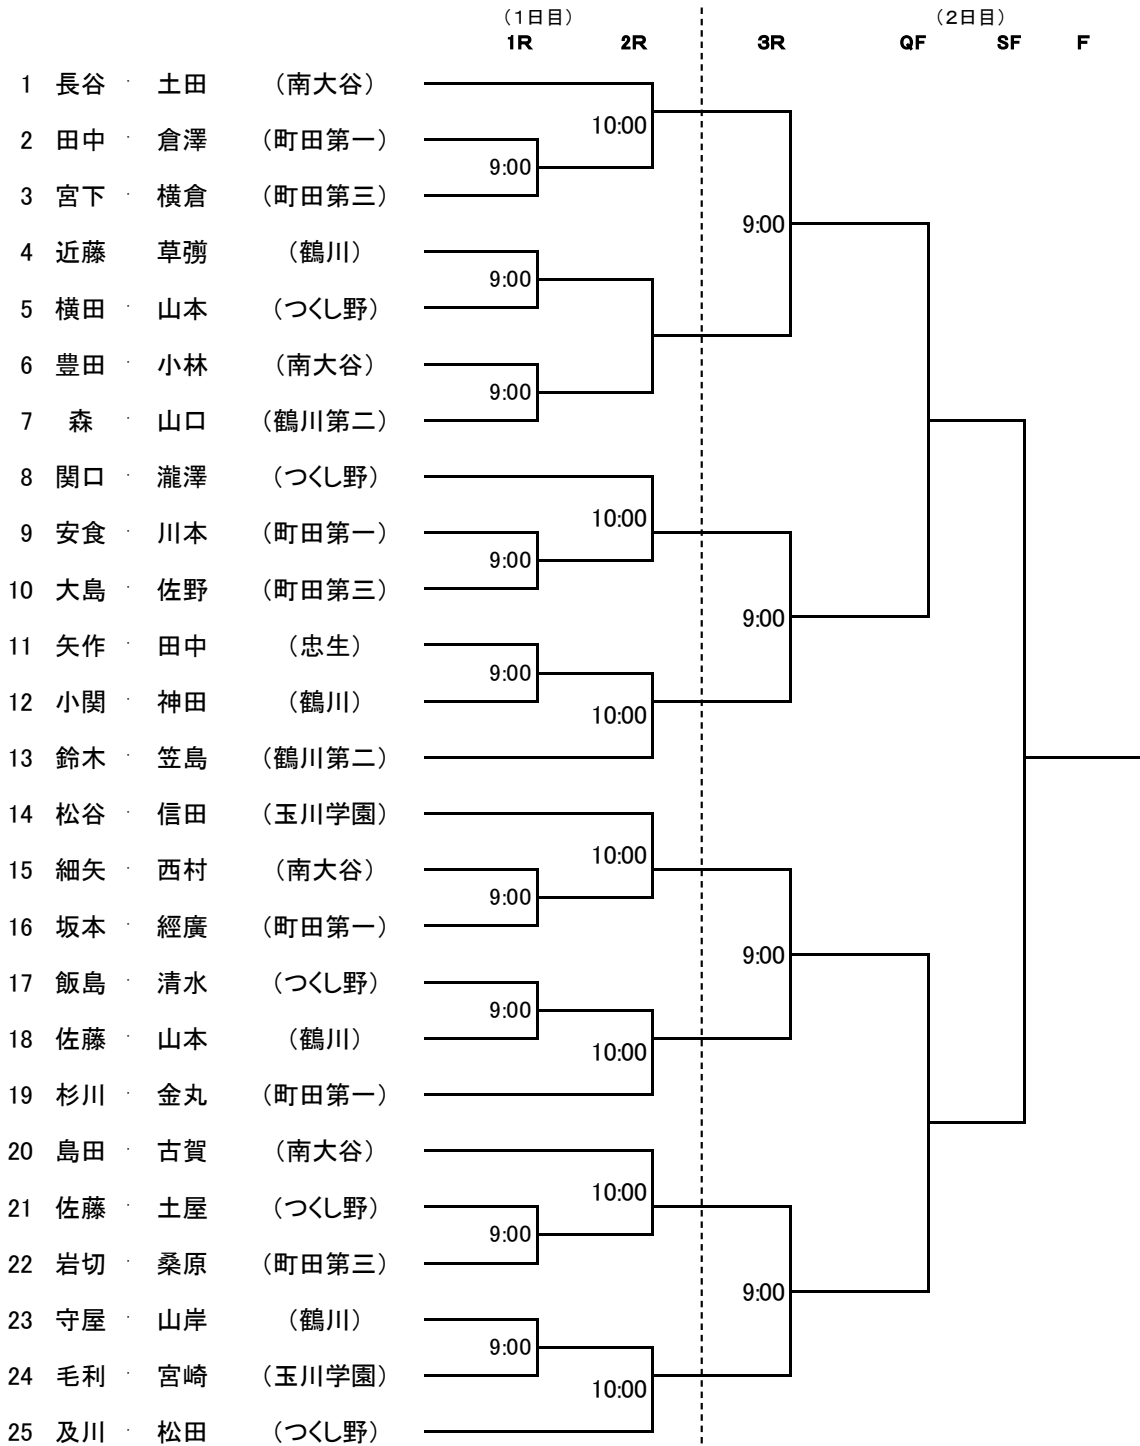 （１日目） （２日目）
1R 2R 3R QF SF F
1 長谷 ・ 土田 （南大谷）
10:00
2 田中 ・ 倉澤 （町田第一）
9:00
3 宮下 ・ 横倉 （町田第三）
9:00
4 近藤 草彅 （鶴川）
9:00
5 横田 ・ 山本 （つくし野）
6 豊田 ・ 小林 （南大谷）
9:00
7 森 ・ 山口 （鶴川第二）
8 関口 ・ 瀧澤 （つくし野）
10:00
9 安食 ・ 川本 （町田第一）
9:00
10 大島 ・ 佐野 （町田第三）
9:00
11 矢作 ・ 田中 （忠生）
9:00
12 小関 ・ 神田 （鶴川）
10:00
13 鈴木 ・ 笠島 （鶴川第二）
14 松谷 ・ 信田 （玉川学園）
10:00
15 細矢 ・ 西村 （南大谷）
9:00
16 坂本 ・ 經廣 （町田第一）
9:00
17 飯島 ・ 清水 （つくし野）
9:00
18 佐藤 ・ 山本 （鶴川）
10:00
19 杉川 ・ 金丸 （町田第一）
20 島田 ・ 古賀 （南大谷）
10:00
21 佐藤 ・ 土屋 （つくし野）
9:00
22 岩切 ・ 桑原 （町田第三）
9:00
23 守屋 ・ 山岸 （鶴川）
9:00
24 毛利 ・ 宮崎 （玉川学園）
10:00
25 及川 ・ 松田 （つくし野）